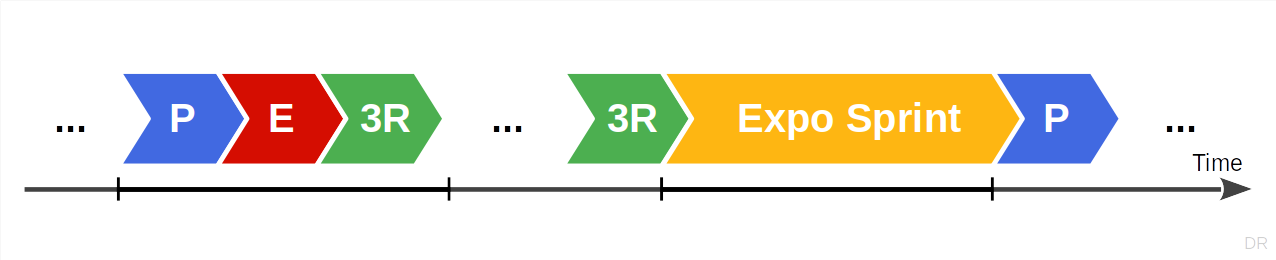 ... P E 3R ... 3R Expo Sprint P ...
Time
DR